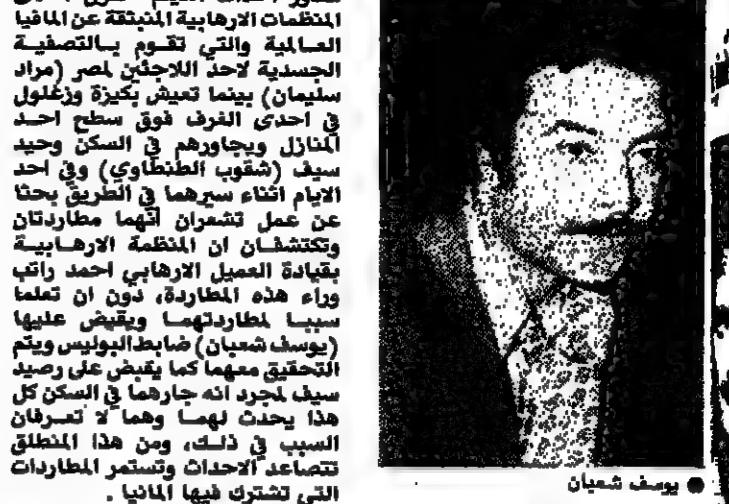 المنظمات الارهابية المنبثقة عن المافيا
العالمية والتي تقوم بالتصفية
الجسدية لاحد اللاجئين لمصر (مراد
سليمان) بينما تعيش بكيزة وزغلول
في احدى الغرف فوق سطح احد
المنازل ويجاورهم في السكن وحيد
سيف (شقوب الطنطاوي) وفي احد
الايام اثناء سيرهما في الطريق بحثا
عن عمل تشعران انهما مطاردتان
وتكتشفان ان المنظمة الارهابية
بقيادة العميل الارهابي احمد راتب
وراء هذه المطاردة، دون ان تعلما
سببا لمطاردتهما ويقبض عليها
(يوسف شعبان) ضابط البوليس ويتم
التحقيق معهما كما يقبض على رصيد
سيف لمجرد انه جارهما في السكن كل
هذا يحدث لهما وهما لا تعرفان
السبب في ذلك، ومن هذا المنطلق
تتصاعد الاحداث وتستمر المطاردات
التي تشترك فيها المانيا .
● يوسف شعبان